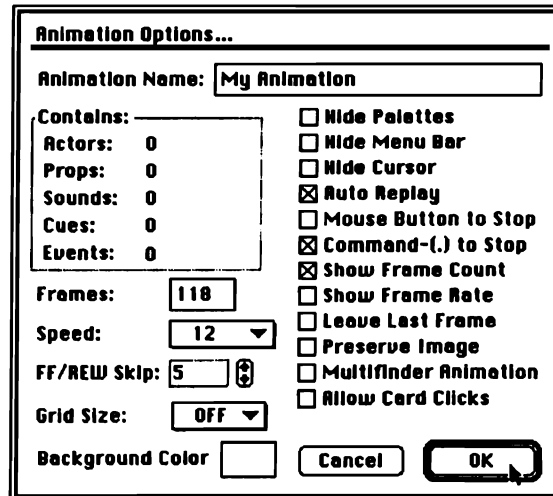 Animation Options...
Animation Name: My Animation
Contains:
Actors: 0
Props: 0
Sounds: 0
Cues: 0
Events: 0
Frames: 118
Speed: 12
FF/REW Skip: 5
Grid Size: OFF
Background Color
Hide Palettes
Hide Menu Bar
Hide Cursor
Auto Replay
Mouse Button to Stop
Command-(.) to Stop
Show Frame Count
Show Frame Rate
Leave Last Frame
Preserve Image
Multifinder Animation
Allow Card Clicks
Cancel
OK